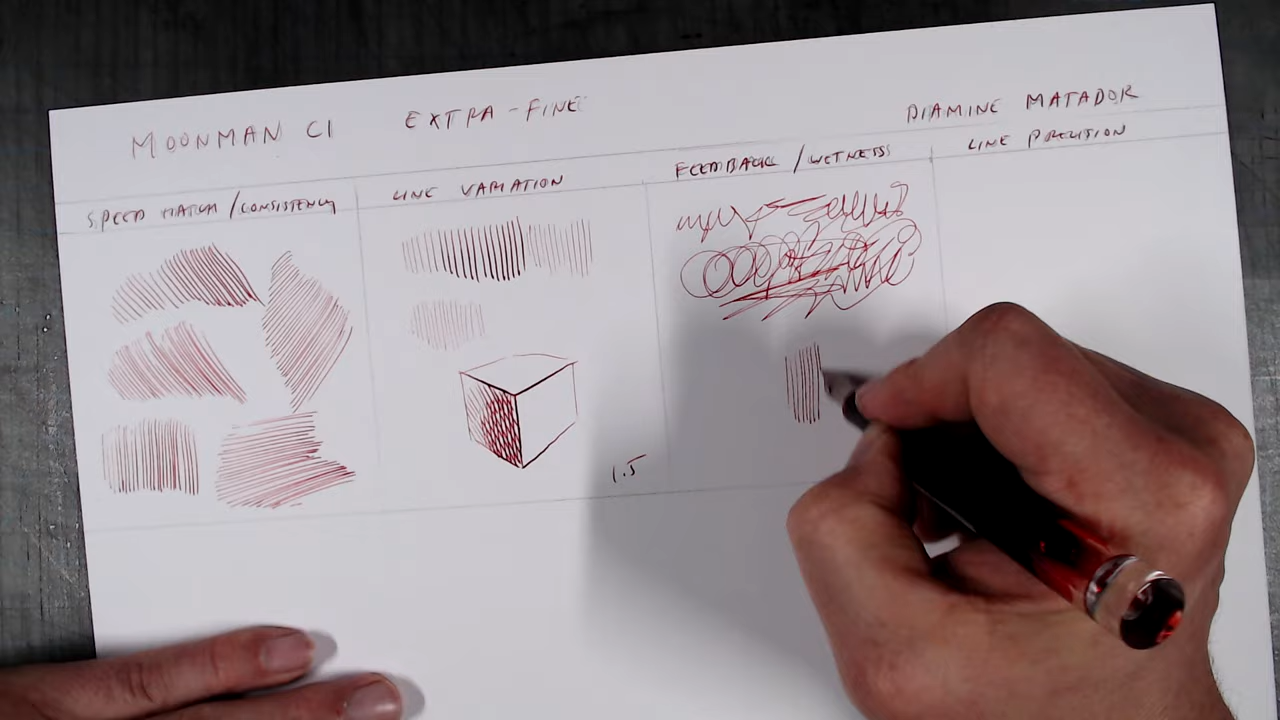 MOONMAN C1 EXTRA-FINE DIAMINE MATADOR
SPEED MATCH/CONSISTENCY LINE VARIATION FEEDBACK/WETNESS LINE PRECISION
1.5